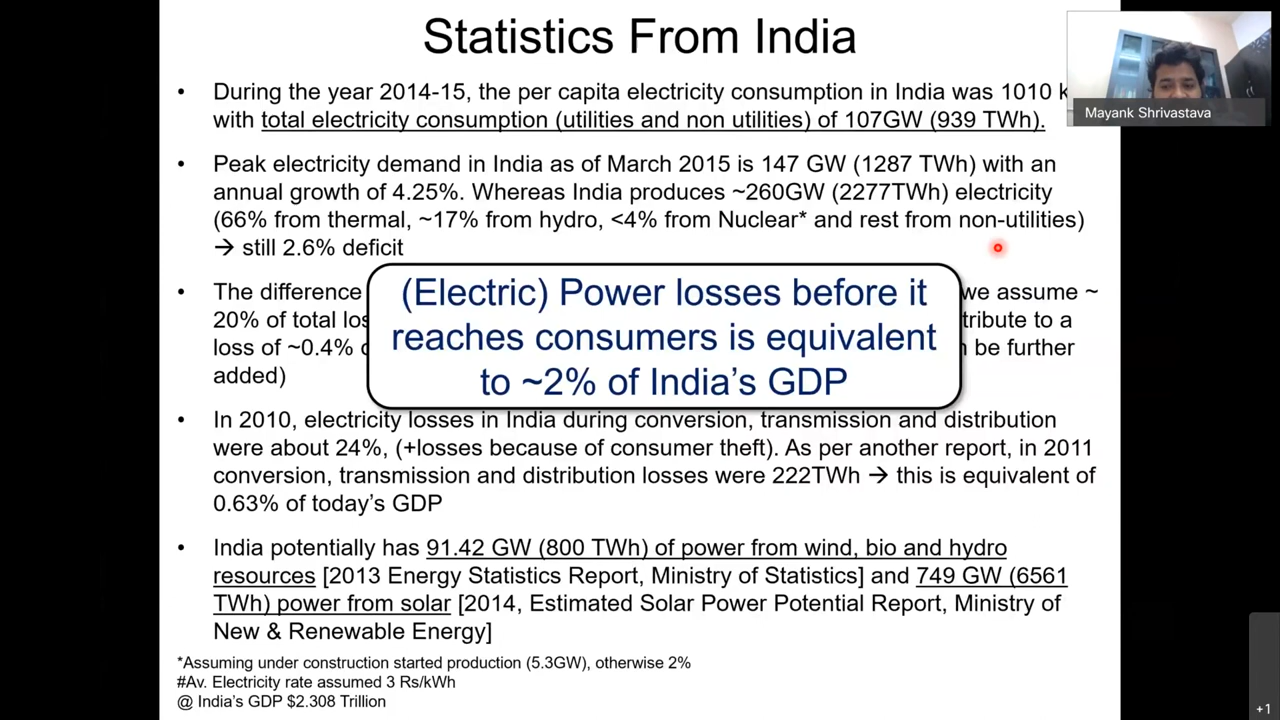 Statistics From India
• During the year 2014-15, the per capita electricity consumption in India was 1010
with total electricity consumption (utilities and non utilities) of 107GW (939 TWh).
Mayank Shrivastava
• Peak electricity demand in India as of March 2015 is 147 GW (1287 TWh) with an
annual growth of 4.25%. Whereas India produces ~260GW (2277TWh) electricity
(66% from thermal, ~17% from hydro, <4% from Nuclear* and rest from non-utilities)
→ still 2.6% deficit
• The difference we assume ~
20% of total to a
loss of ~0.4% be further
added)
(Electric) Power losses before it
reaches consumers is equivalent
to ~2% of India's GDP
• In 2010, electricity losses in India during conversion, transmission and distribution
were about 24%, (+losses because of consumer theft). As per another report, in 2011
conversion, transmission and distribution losses were 222TWh → this is equivalent of
0.63% of today's GDP
• India potentially has 91.42 GW (800 TWh) of power from wind, bio and hydro
resources [2013 Energy Statistics Report, Ministry of Statistics] and 749 GW (6561
TWh) power from solar [2014, Estimated Solar Power Potential Report, Ministry of
New & Renewable Energy]
*Assuming under construction started production (5.3GW), otherwise 2%
#Av. Electricity rate assumed 3 Rs/kWh
@ India's GDP $2.308 Trillion
+1